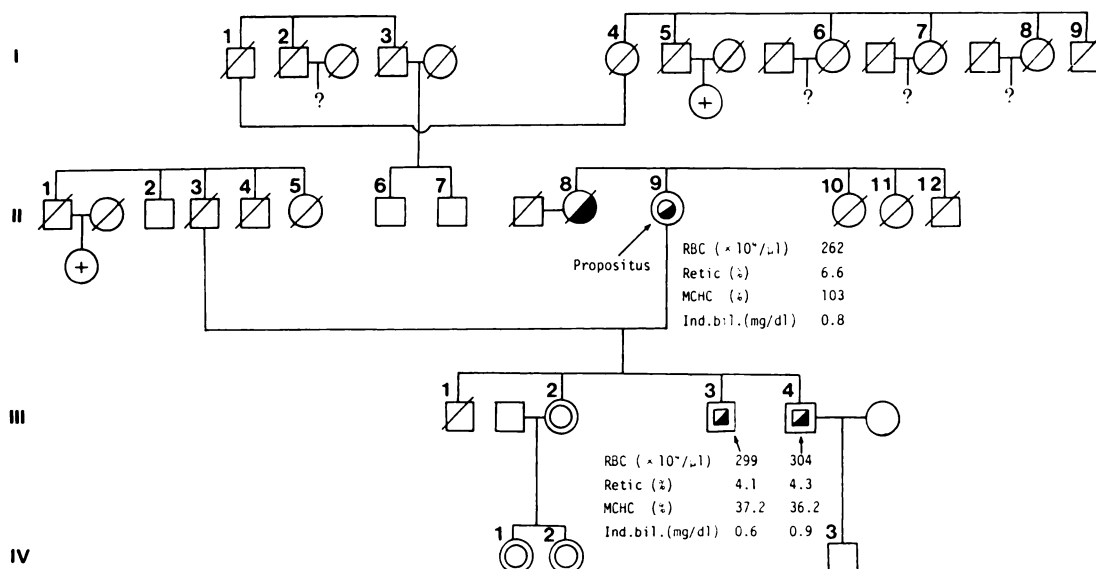 1 2 3 4 5 6 7 8 9
I
? ? ? ?
+
1 2 3 4 5 6 7 8 9 10 11 12
II
+
Propositus
RBC (×10⁴/μl) 262
Retic (%) 6.6
MCHC (%) 103
Ind.bil.(mg/dl) 0.8
1 2 3 4
III
RBC (×10⁴/μl) 299 304
Retic (%) 4.1 4.3
MCHC (%) 37.2 36.2
Ind.bil.(mg/dl) 0.6 0.9
1 2 3
IV